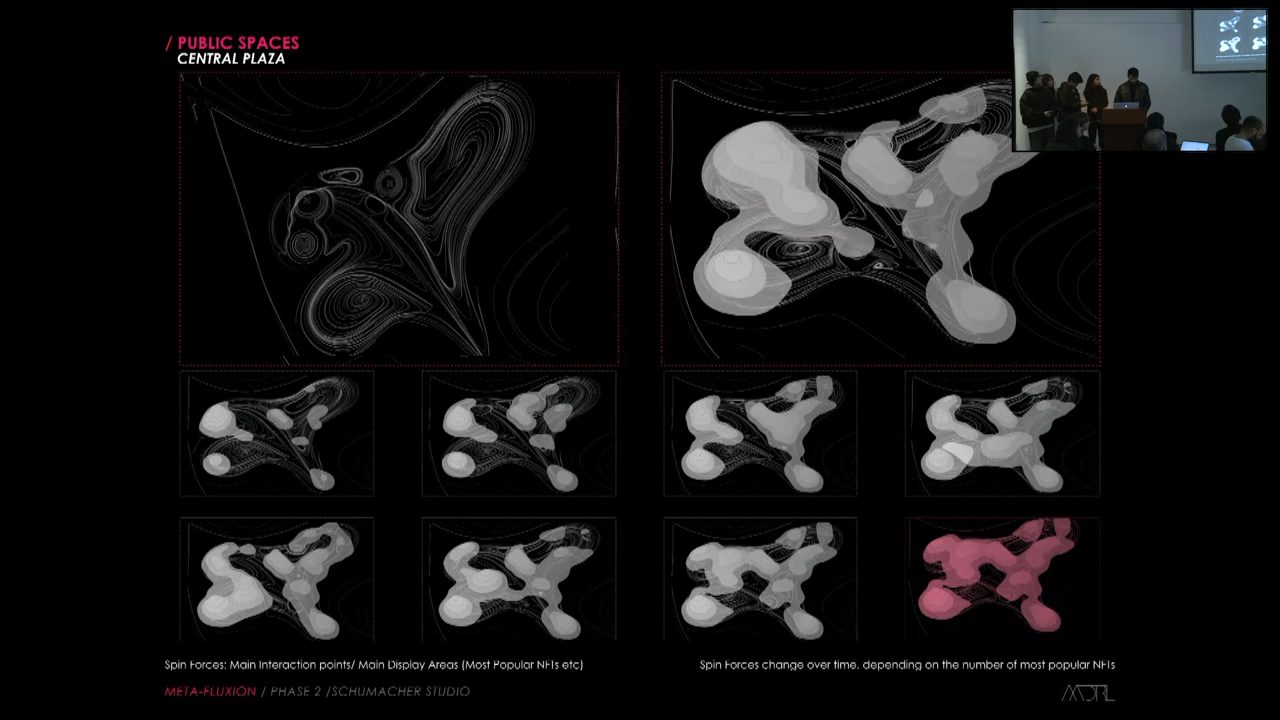 / PUBLIC SPACES
CENTRAL PLAZA
Spin Forces: Main Interaction points/ Main Display Areas (Most Popular NFTs etc)
Spin Forces change over time, depending on the number of most popular NFTs
META-FLUXION / PHASE 2 /SCHUMACHER STUDIO
ADRL